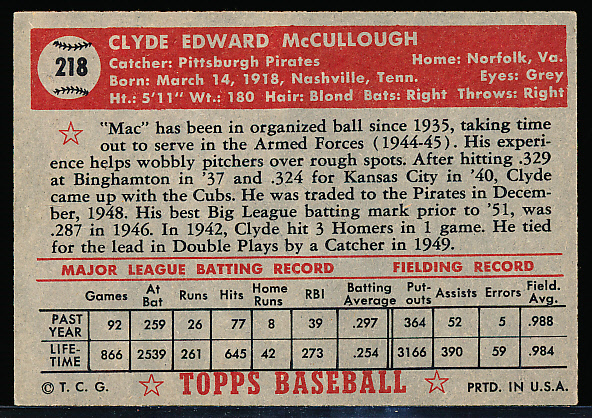 218
CLYDE EDWARD McCULLOUGH
Catcher: Pittsburgh Pirates Home: Norfolk, Va.
Born: March 14, 1918, Nashville, Tenn. Eyes: Grey
Ht.: 5'11" Wt.: 180 Hair: Blond Bats: Right Throws: Right
"Mac" has been in organized ball since 1935, taking time
out to serve in the Armed Forces (1944-45). His experi-
ence helps wobbly pitchers over rough spots. After hitting .329
at Binghamton in '37 and .324 for Kansas City in '40, Clyde
came up with the Cubs. He was traded to the Pirates in Decem-
ber, 1948. His best Big League batting mark prior to '51, was
.287 in 1946. In 1942, Clyde hit 3 Homers in 1 game. He tied
for the lead in Double Plays by a Catcher in 1949.
MAJOR LEAGUE BATTING RECORD FIELDING RECORD
Games At Bat Runs Hits Home Runs RBI Batting Average Put-outs Assists Errors Field. Avg.
PAST YEAR 92 259 26 77 8 39 .297 364 52 5 .988
LIFE-TIME 866 2539 261 645 42 273 .254 3166 390 59 .984
© T. C. G. TOPPS BASEBALL PRTD. IN U.S.A.